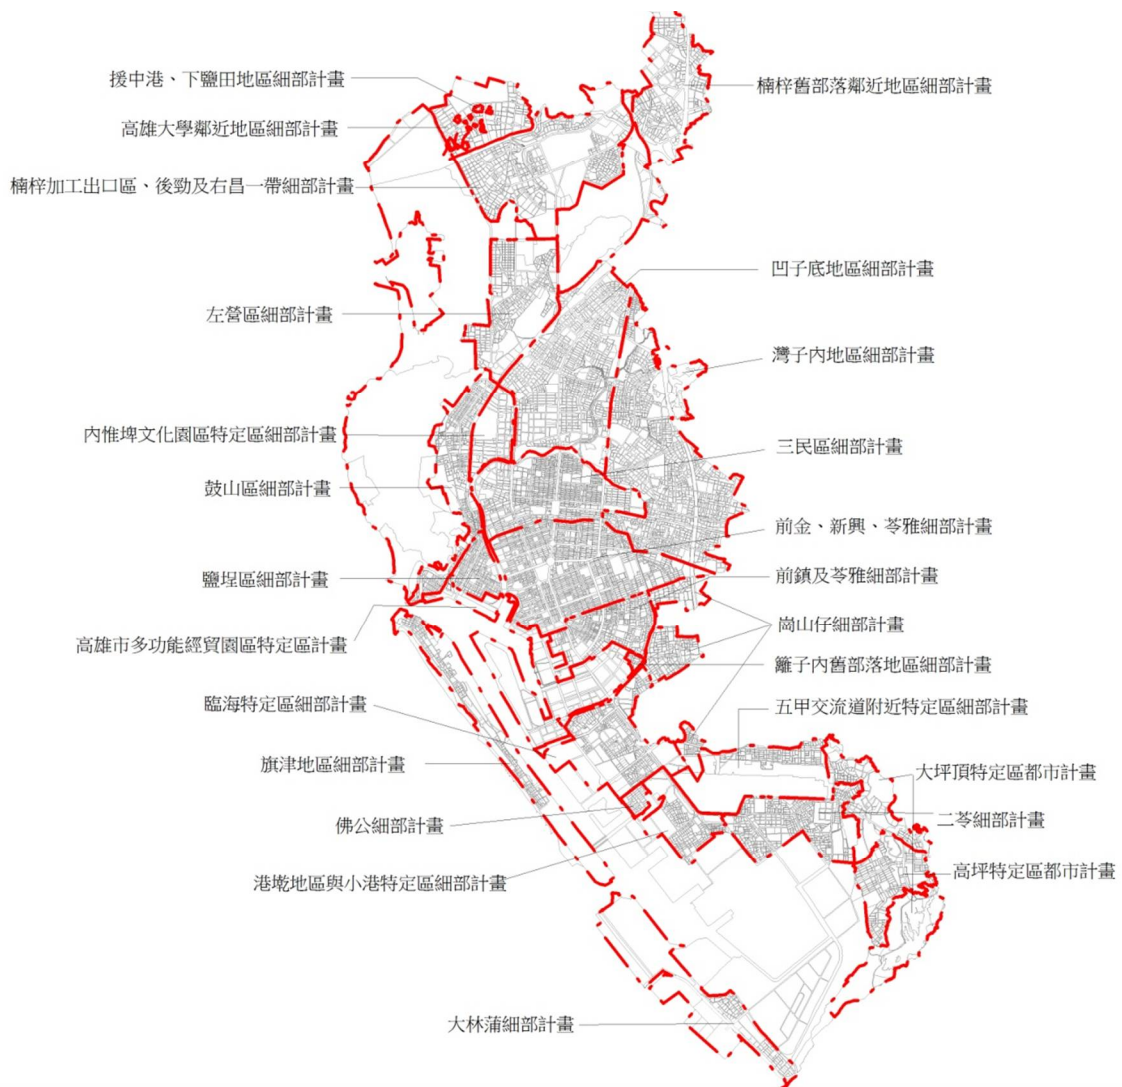 援中港、下鹽田地區細部計畫
楠梓舊部落鄰近地區細部計畫
高雄大學鄰近地區細部計畫
楠梓加工出口區、後勁及右昌一帶細部計畫
凹子底地區細部計畫
左營區細部計畫
灣子內地區細部計畫
內惟埤文化園區特定區細部計畫
三民區細部計畫
鼓山區細部計畫
前金、新興、苓雅細部計畫
鹽埕區細部計畫
前鎮及苓雅細部計畫
崗山仔細部計畫
高雄市多功能經貿園區特定區計畫
籬子內舊部落地區細部計畫
臨海特定區細部計畫
五甲交流道附近特定區細部計畫
旗津地區細部計畫
大坪頂特定區都市計畫
佛公細部計畫
二苓細部計畫
高坪特定區都市計畫
港墘地區與小港特定區細部計畫
大林蒲細部計畫